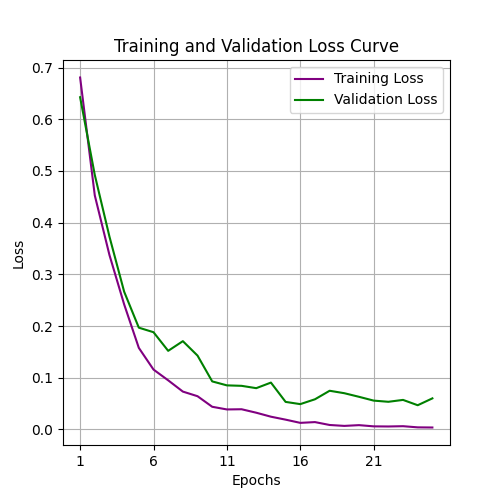 Training and Validation Loss Curve
Training Loss
Validation Loss
Loss
0.7
0.6
0.5
0.4
0.3
0.2
0.1
0.0
1 6 11 16 21
Epochs